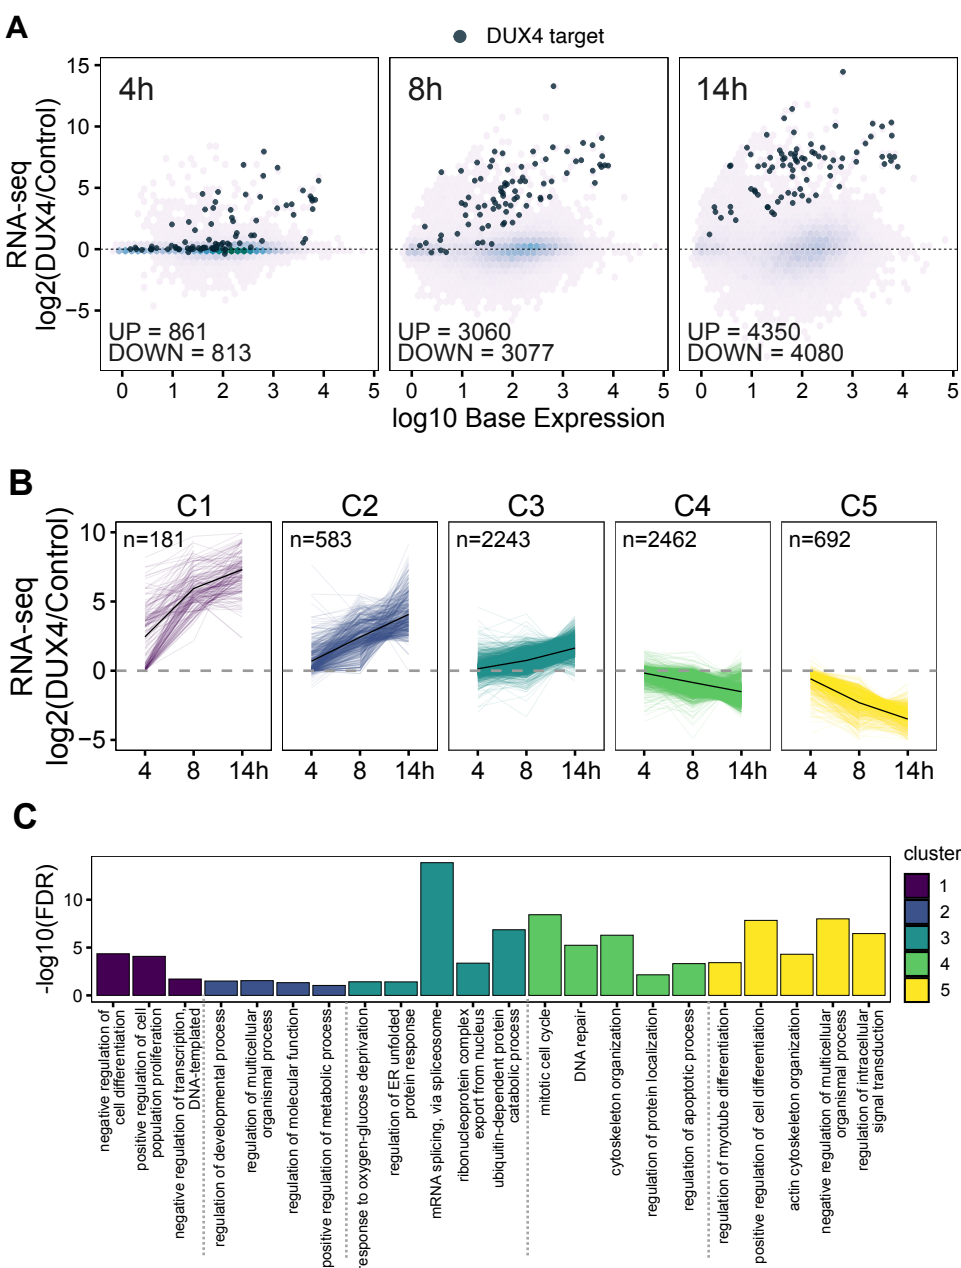 A
DUX4 target
RNA-seq
log2(DUX4/Control)
15
10
5
0
−5
4h
8h
14h
UP = 861
DOWN = 813
UP = 3060
DOWN = 3077
UP = 4350
DOWN = 4080
0 1 2 3 4 5
0 1 2 3 4 5
0 1 2 3 4 5
log10 Base Expression
B
C1
C2
C3
C4
C5
RNA-seq
log2(DUX4/Control)
10
5
0
−5
n=181
n=583
n=2243
n=2462
n=692
4 8 14h
4 8 14h
4 8 14h
4 8 14h
4 8 14h
C
-log10(FDR)
10
5
0
cluster
1
2
3
4
5
negative regulation of
cell differentiation
positive regulation of cell
population proliferation
negative regulation of transcription,
DNA-templated
regulation of developmental process
regulation of multicellular
organismal process
regulation of molecular function
positive regulation of metabolic process
response to oxygen-glucose deprivation
regulation of ER unfolded
protein response
mRNA splicing, via spliceosome
ribonucleoprotein complex
export from nucleus
ubiquitin-dependent protein
catabolic process
mitotic cell cycle
DNA repair
cytoskeleton organization
regulation of protein localization
regulation of apoptotic process
regulation of myotube differentiation
positive regulation of cell differentiation
actin cytoskeleton organization
negative regulation of multicellular
organismal process
regulation of intracellular
signal transduction